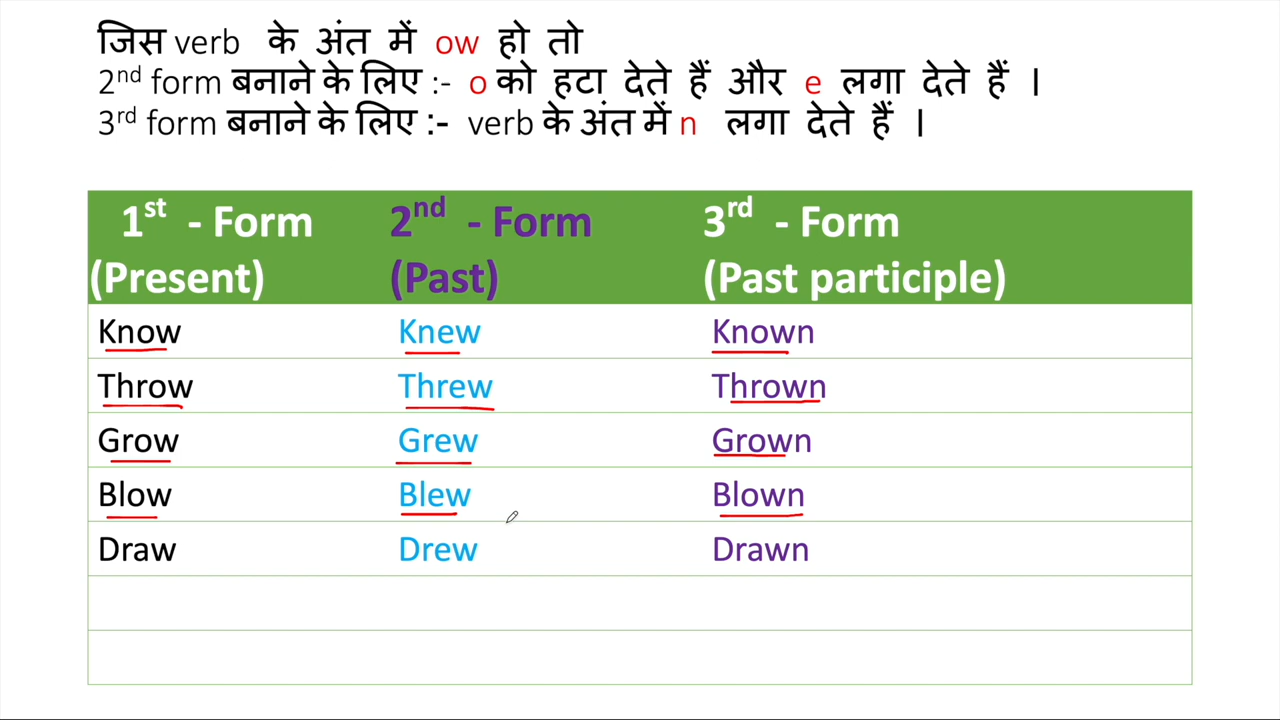 जिस verb के अंत में ow हो तो
2nd form बनाने के लिए :- o को हटा देते हैं और e लगा देते हैं ।
3rd form बनाने के लिए :- verb के अंत में n लगा देते हैं ।
1st - Form (Present) 2nd - Form (Past) 3rd - Form (Past participle)
Know Knew Known
Throw Threw Thrown
Grow Grew Grown
Blow Blew Blown
Draw Drew Drawn